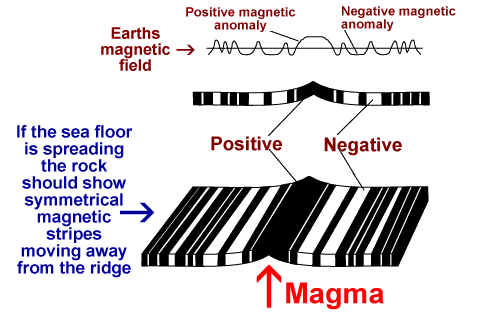 Positive magnetic
anomaly
Negative magnetic
anomaly
Earths
magnetic
field
Positive
Negative
If the sea floor
is spreading
the rock
should show
symmetrical
magnetic
stripes
moving away
from the ridge
Magma